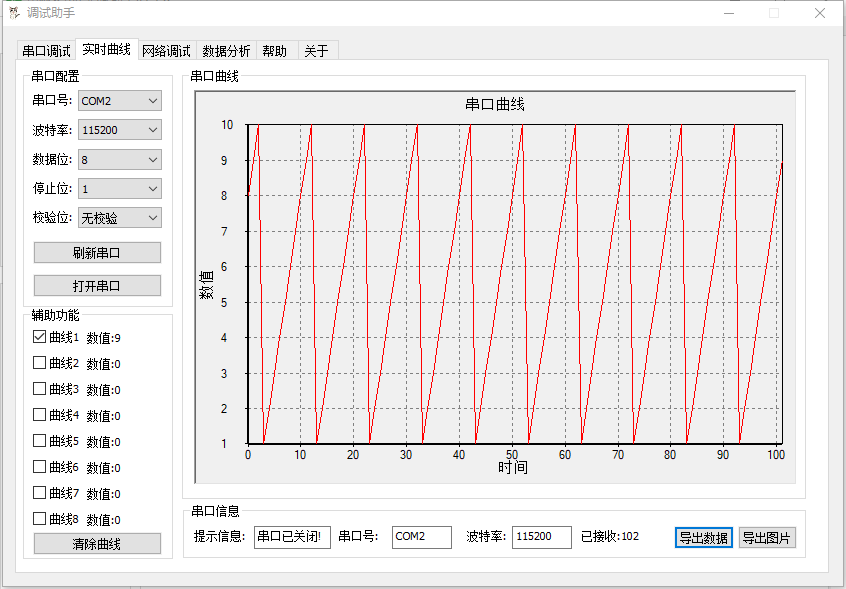 调试助手
串口调试 实时曲线 网络调试 数据分析 帮助 关于
串口配置
串口号: COM2
波特率: 115200
数据位: 8
停止位: 1
校验位: 无校验
刷新串口
打开串口
辅助功能
曲线1 数值:9
曲线2 数值:0
曲线3 数值:0
曲线4 数值:0
曲线5 数值:0
曲线6 数值:0
曲线7 数值:0
曲线8 数值:0
清除曲线
串口曲线
串口曲线
10
9
8
7
6
5
4
3
2
1
数值
0 10 20 30 40 50 60 70 80 90 100
时间
串口信息
提示信息: 串口已关闭! 串口号: COM2 波特率: 115200 已接收:102 导出数据 导出图片